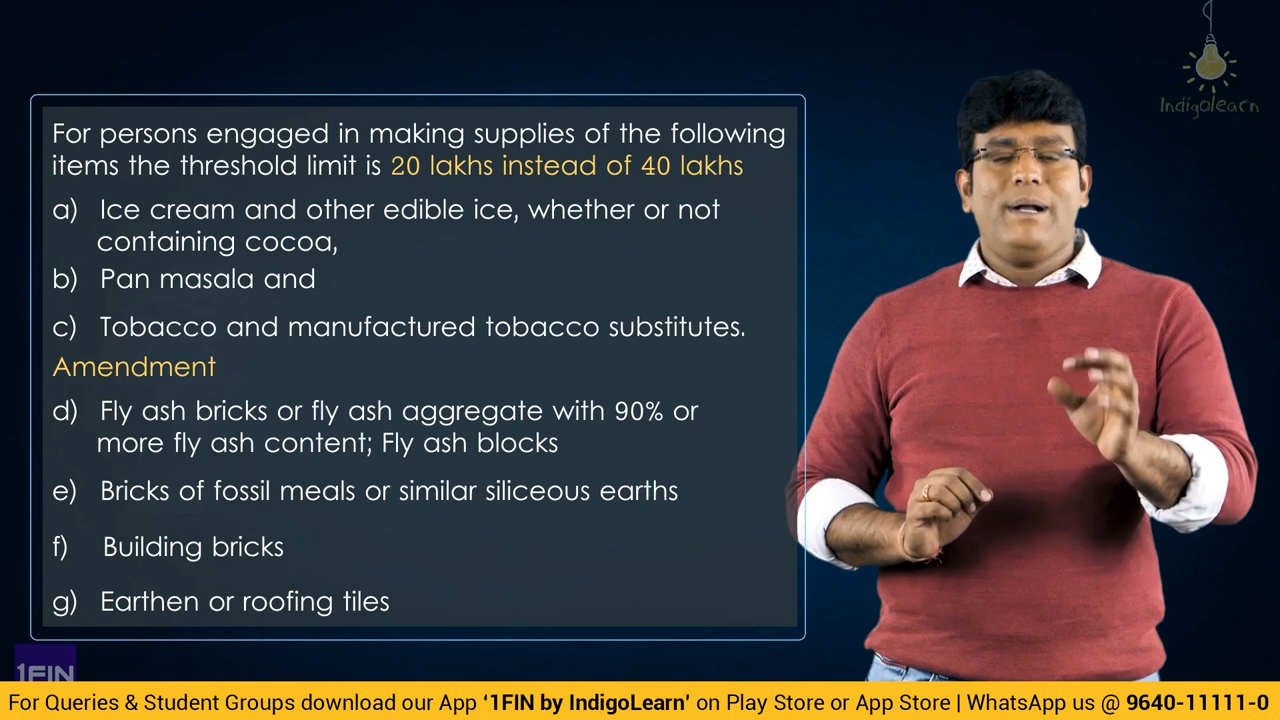 Indigolearn
For persons engaged in making supplies of the following
items the threshold limit is 20 lakhs instead of 40 lakhs
a) Ice cream and other edible ice, whether or not
containing cocoa,
b) Pan masala and
c) Tobacco and manufactured tobacco substitutes.
Amendment
d) Fly ash bricks or fly ash aggregate with 90% or
more fly ash content; Fly ash blocks
e) Bricks of fossil meals or similar siliceous earths
f) Building bricks
g) Earthen or roofing tiles
1FIN
For Queries & Student Groups download our App ‘1FIN by IndigoLearn’ on Play Store or App Store | WhatsApp us @ 9640-11111-0